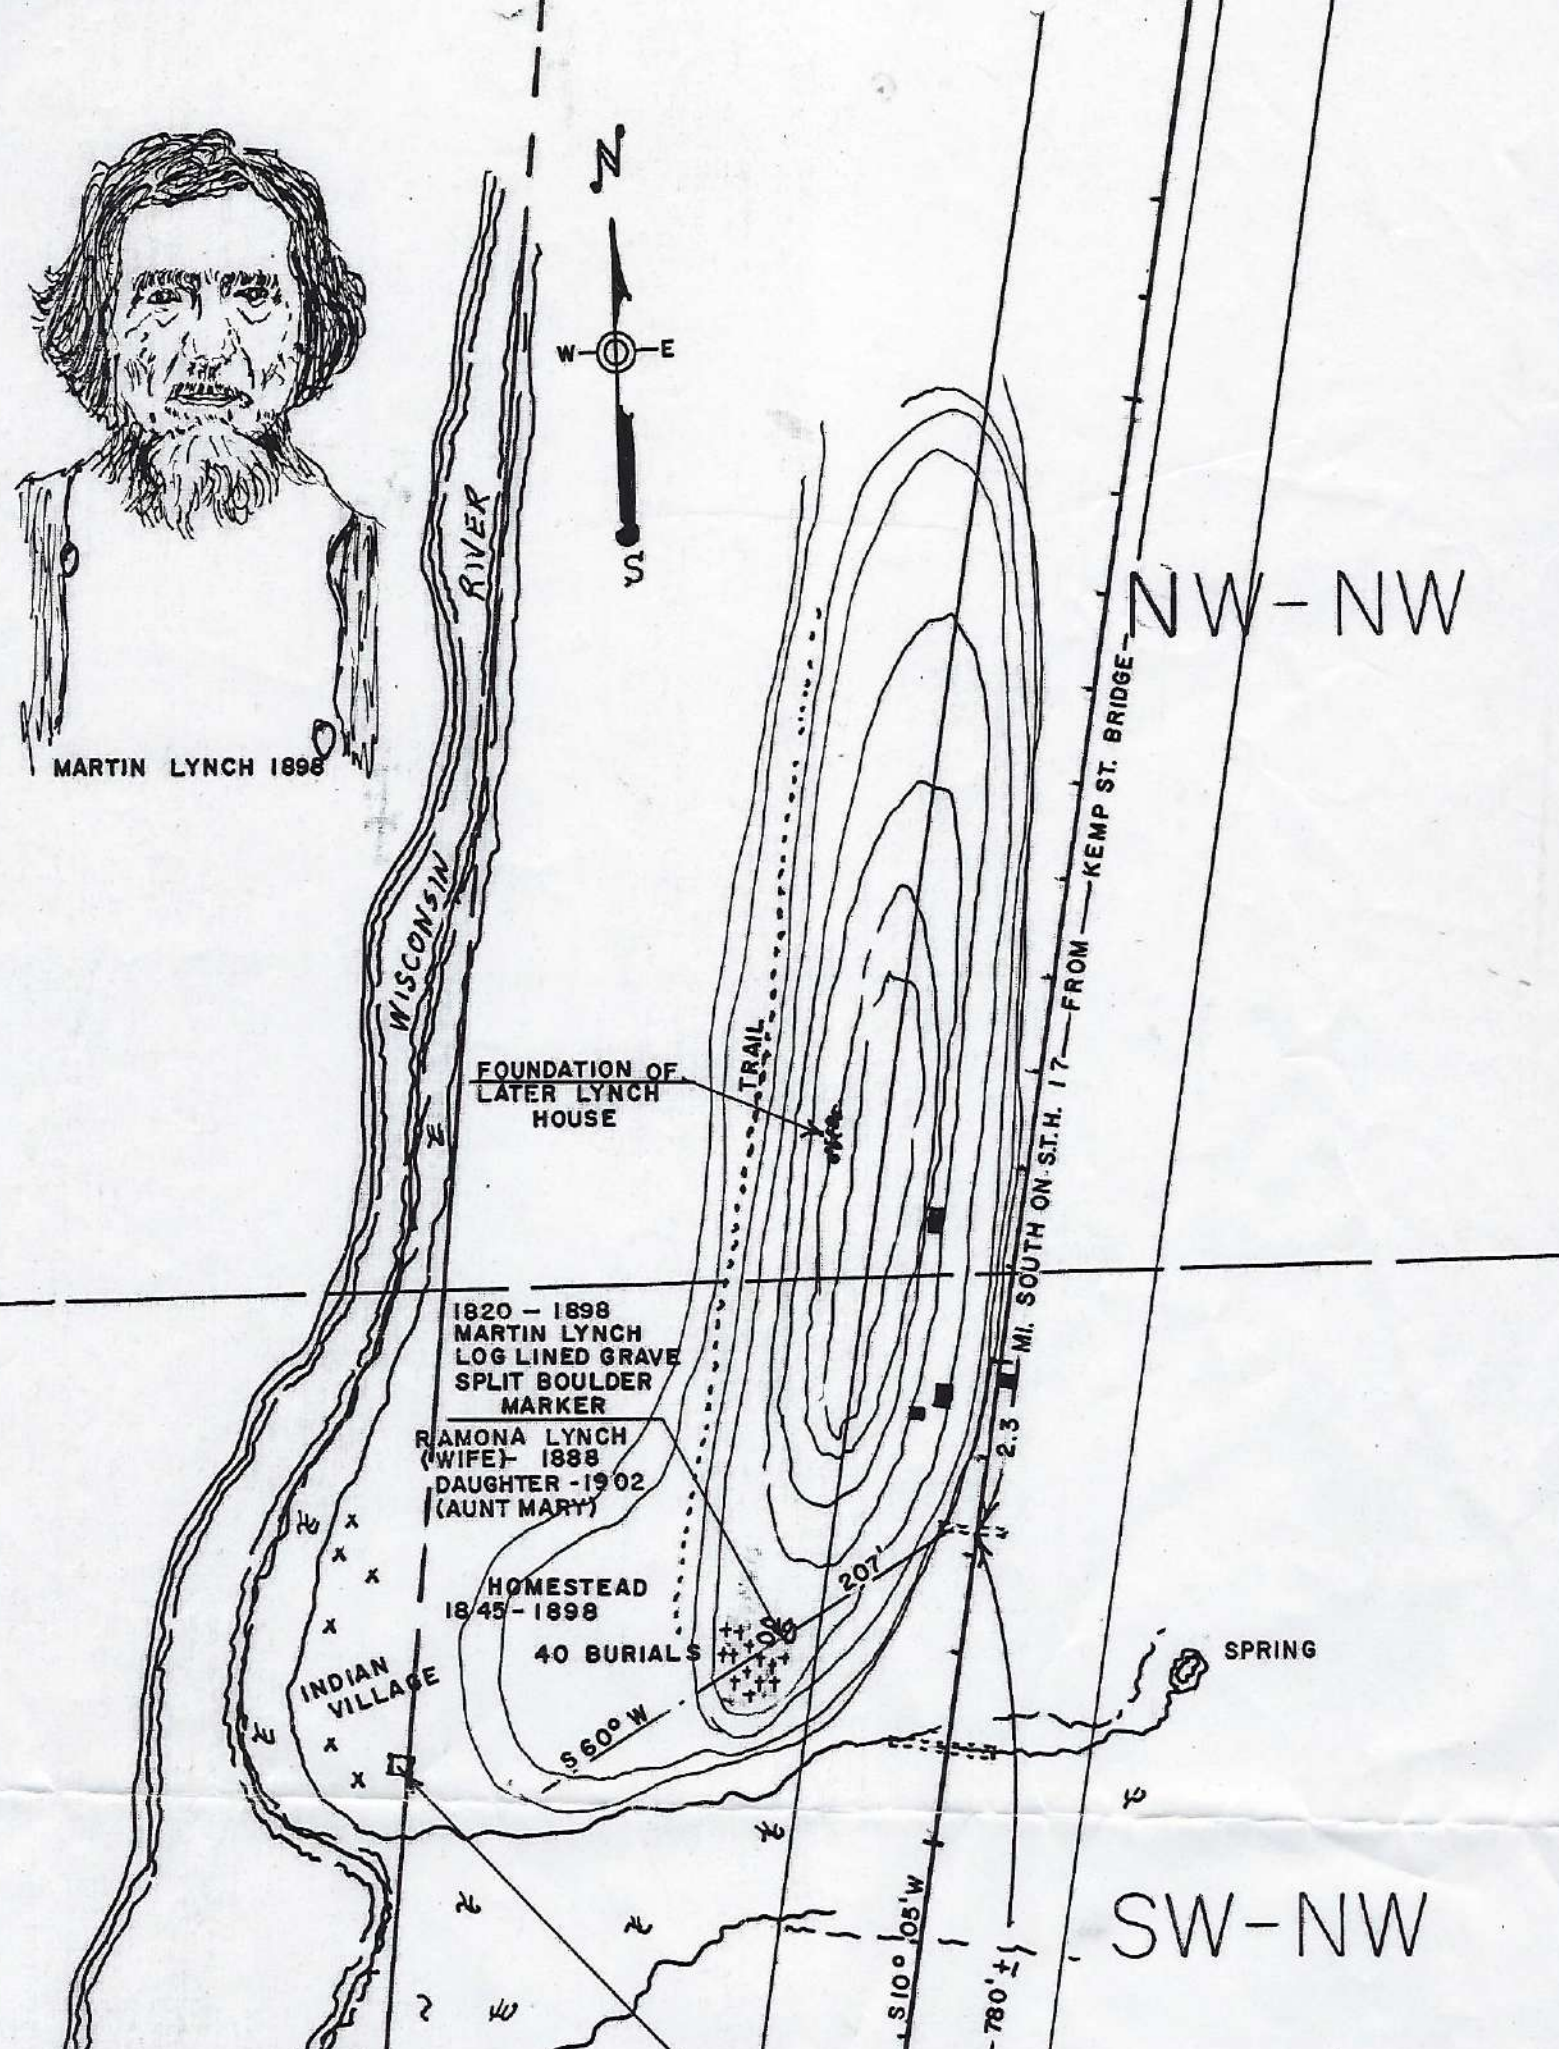 N
W
E
S
RIVER
WISCONSIN
MARTIN LYNCH 1898
NW-NW
2.3 MI. SOUTH ON S.T.H. 17 FROM KEMP ST. BRIDGE
TRAIL
FOUNDATION OF
LATER LYNCH
HOUSE
1820 - 1898
MARTIN LYNCH
LOG LINED GRAVE
SPLIT BOULDER
MARKER
RAMONA LYNCH
(WIFE)- 1888
DAUGHTER -1902
(AUNT MARY)
HOMESTEAD
1845-1898
40 BURIALS
207'
S 60° W
INDIAN
VILLAGE
SPRING
SW-NW
S10° 05' W
780' ±